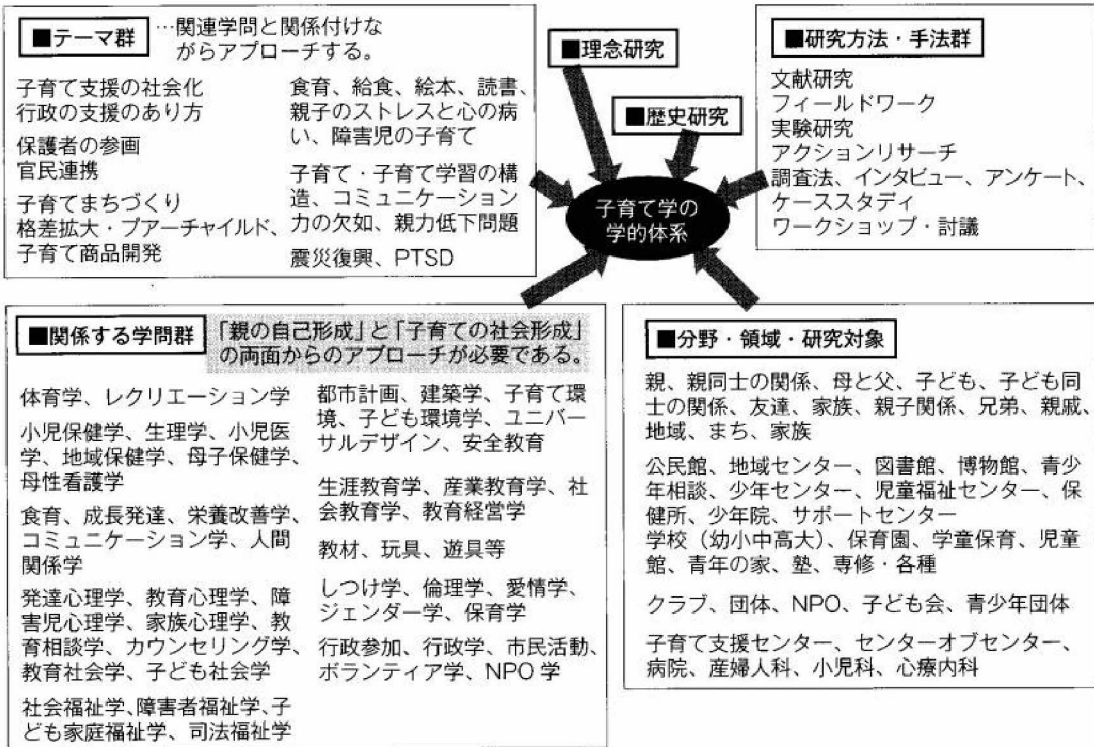 ■テーマ群
…関連学問と関係付けな
がらアプローチする。
子育て支援の社会化
行政の支援のあり方
保護者の参画
官民連携
子育てまちづくり
格差拡大・プアーチャイルド、
子育て商品開発
食育、給食、絵本、読書、
親子のストレスと心の病
い、障害児の子育て
子育て・子育て学習の構
造、コミュニケーション
力の欠如、親力低下問題
震災復興、PTSD
■理念研究
■歴史研究
子育て学の
学的体系
■研究方法・手法群
文献研究
フィールドワーク
実験研究
アクションリサーチ
調査法、インタビュー、アンケート、
ケーススタディ
ワークショップ・討議
■関係する学問群
「親の自己形成」と「子育ての社会形成」
の両面からのアプローチが必要である。
体育学、レクリエーション学
小児保健学、生理学、小児医
学、地域保健学、母子保健学、
母性看護学
食育、成長発達、栄養改善学、
コミュニケーション学、人間
関係学
発達心理学、教育心理学、障
害児心理学、家族心理学、教
育相談学、カウンセリング学、
教育社会学、子ども社会学
社会福祉学、障害者福祉学、子
ども家庭福祉学、司法福祉学
都市計画、建築学、子育て環
境、子ども環境学、ユニバー
サルデザイン、安全教育
生涯教育学、産業教育学、社
会教育学、教育経営学
教材、玩具、遊具等
しつけ学、倫理学、愛情学、
ジェンダー学、保育学
行政参加、行政学、市民活動、
ボランティア学、NPO 学
■分野・領域・研究対象
親、親同士の関係、母と父、子ども、子ども同
士の関係、友達、家族、親子関係、兄弟、親戚、
地域、まち、家族
公民館、地域センター、図書館、博物館、青少
年相談、少年センター、児童福祉センター、保
健所、少年院、サポートセンター
学校（幼小中高大）、保育園、学童保育、児童
館、青年の家、塾、専修・各種
クラブ、団体、NPO、子ども会、青少年団体
子育て支援センター、センターオブセンター、
病院、産婦人科、小児科、心療内科